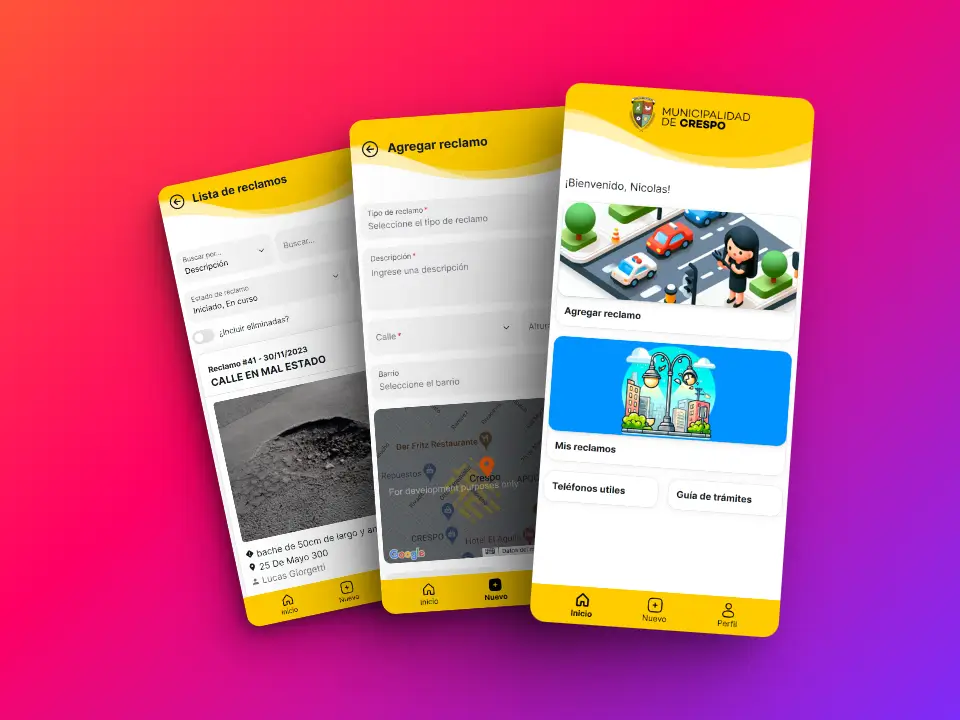 Lista de reclamos
Buscar por...
Descripción
Buscar...
Estado de reclamo
Iniciado, En curso
¿Incluir eliminadas?
Reclamo #41 - 30/11/2023
CALLE EN MAL ESTADO
bache de 50cm de largo y an
25 De Mayo 300
Lucas Giorgetti
Inicio
Nuevo
Agregar reclamo
Tipo de reclamo*
Seleccione el tipo de reclamo
Descripción*
Ingrese una descripción
Calle*
Altur
Barrio
Seleccione el barrio
Der Fritz Restaurante
Repuestos
Crespo
For development purposes only
CRESPO
Hotel El Águila
Google
Inicio
Nuevo
MUNICIPALIDAD
DE CRESPO
¡Bienvenido, Nicolas!
Agregar reclamo
Mis reclamos
Teléfonos utiles
Guía de trámites
Inicio
Nuevo
Perfil